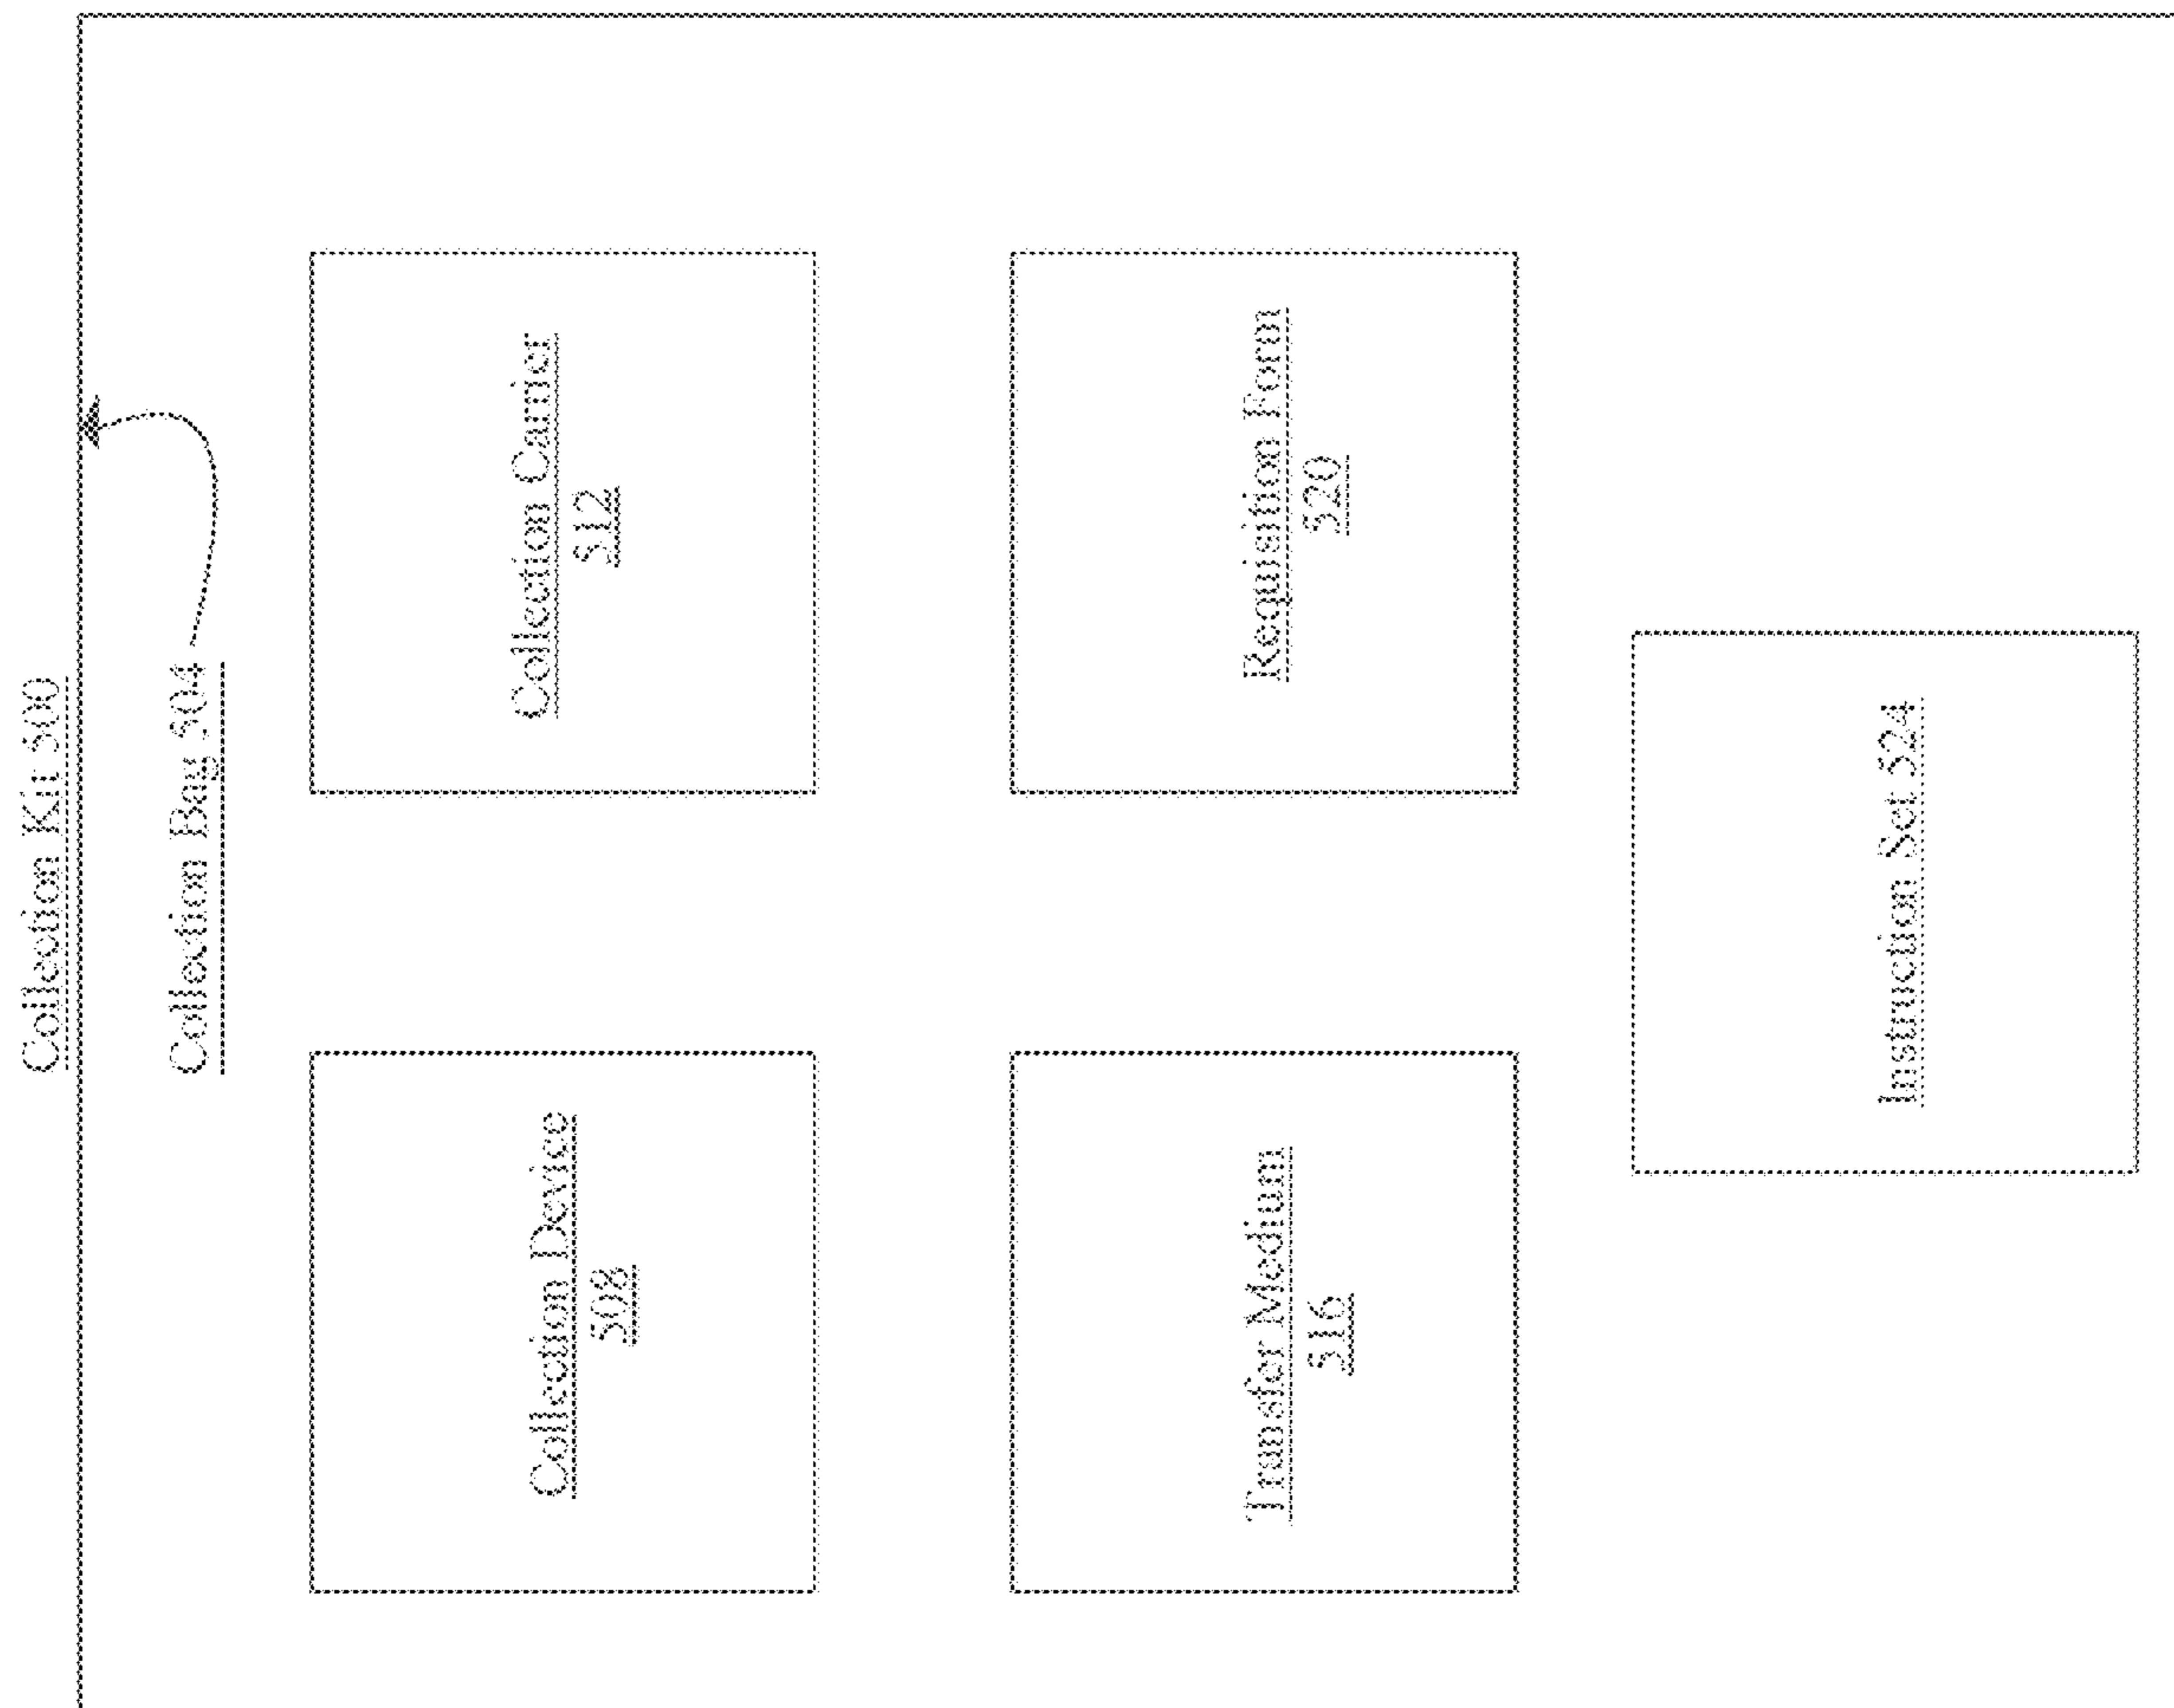 Collection Kit 500
Collection Bag 504
Collection Device
508
Collection Carrier
512
Transfer Medium
516
Requisition Form
520
Instruction Set 524